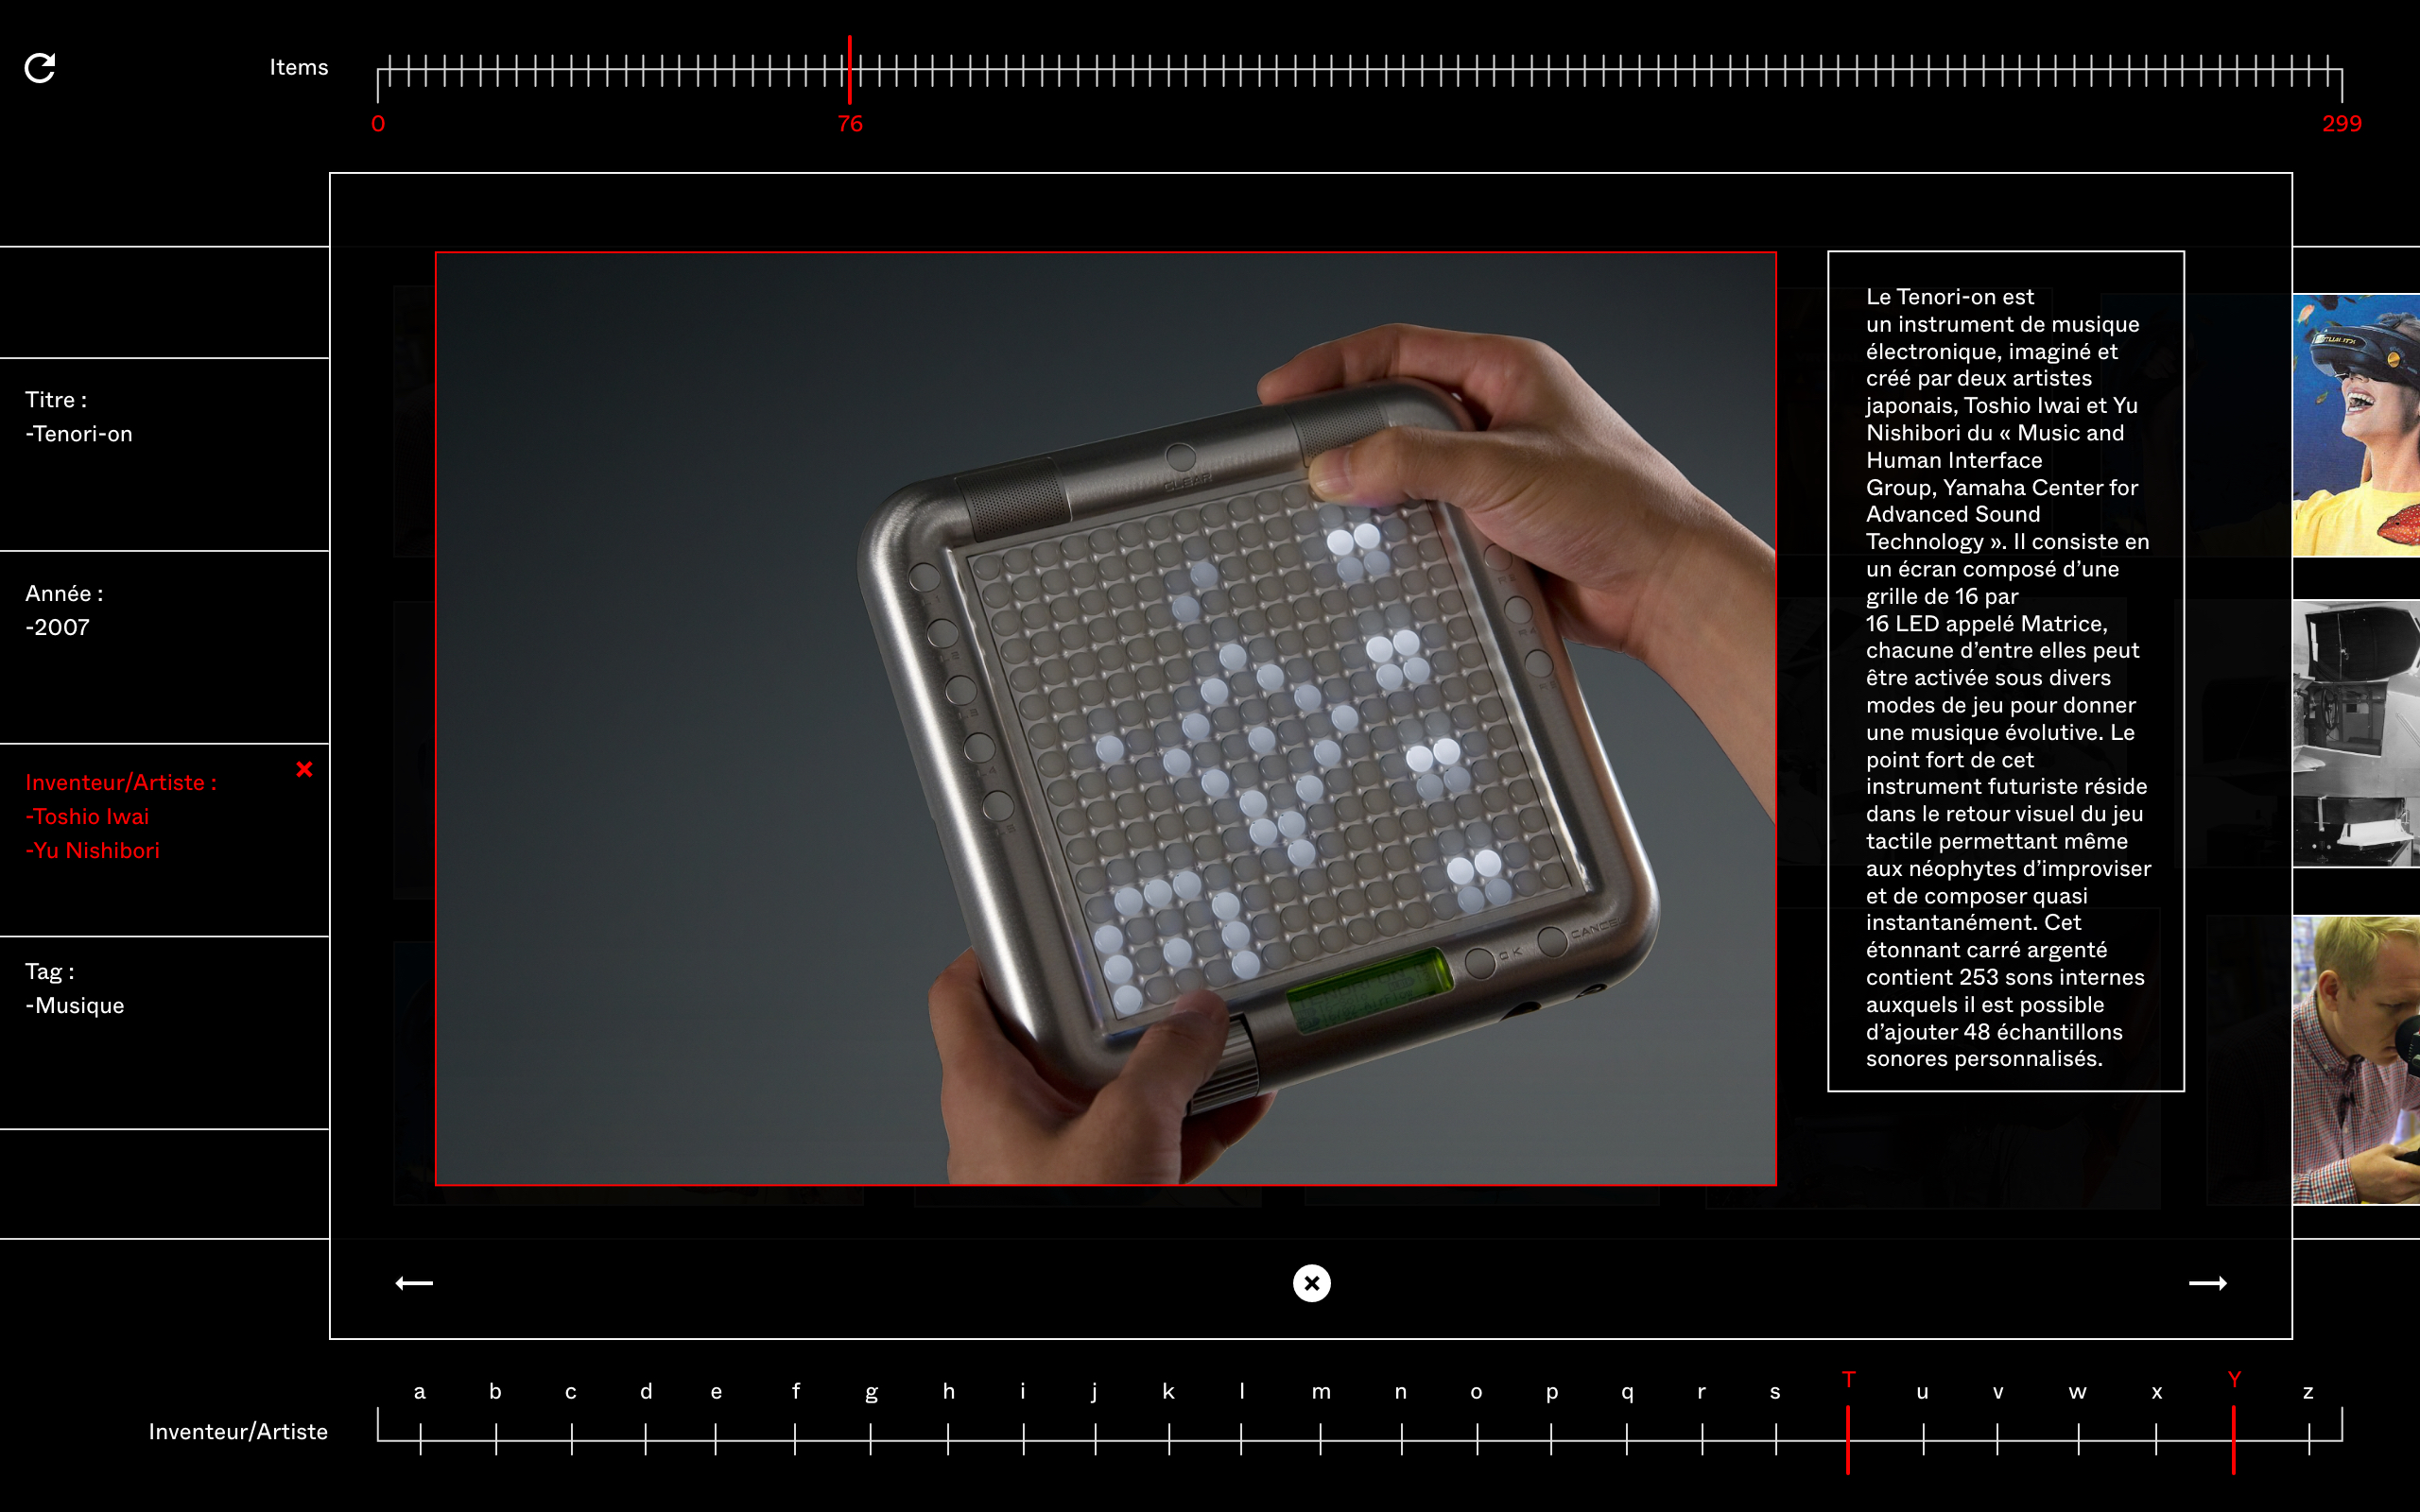 Items
0
76
299
Titre :
-Tenori-on
Année :
-2007
Inventeur/Artiste :
-Toshio Iwai
-Yu Nishibori
Tag :
-Musique
CLEAR
OK
CANCEL
Le Tenori-on est
un instrument de musique
électronique, imaginé et
créé par deux artistes
japonais, Toshio Iwai et Yu
Nishibori du « Music and
Human Interface
Group, Yamaha Center for
Advanced Sound
Technology ». Il consiste en
un écran composé d’une
grille de 16 par
16 LED appelé Matrice,
chacune d’entre elles peut
être activée sous divers
modes de jeu pour donner
une musique évolutive. Le
point fort de cet
instrument futuriste réside
dans le retour visuel du jeu
tactile permettant même
aux néophytes d’improviser
et de composer quasi
instantanément. Cet
étonnant carré argenté
contient 253 sons internes
auxquels il est possible
d’ajouter 48 échantillons
sonores personnalisés.
a b c d e f g h i j k l m n o p q r s T u v w x Y z
Inventeur/Artiste